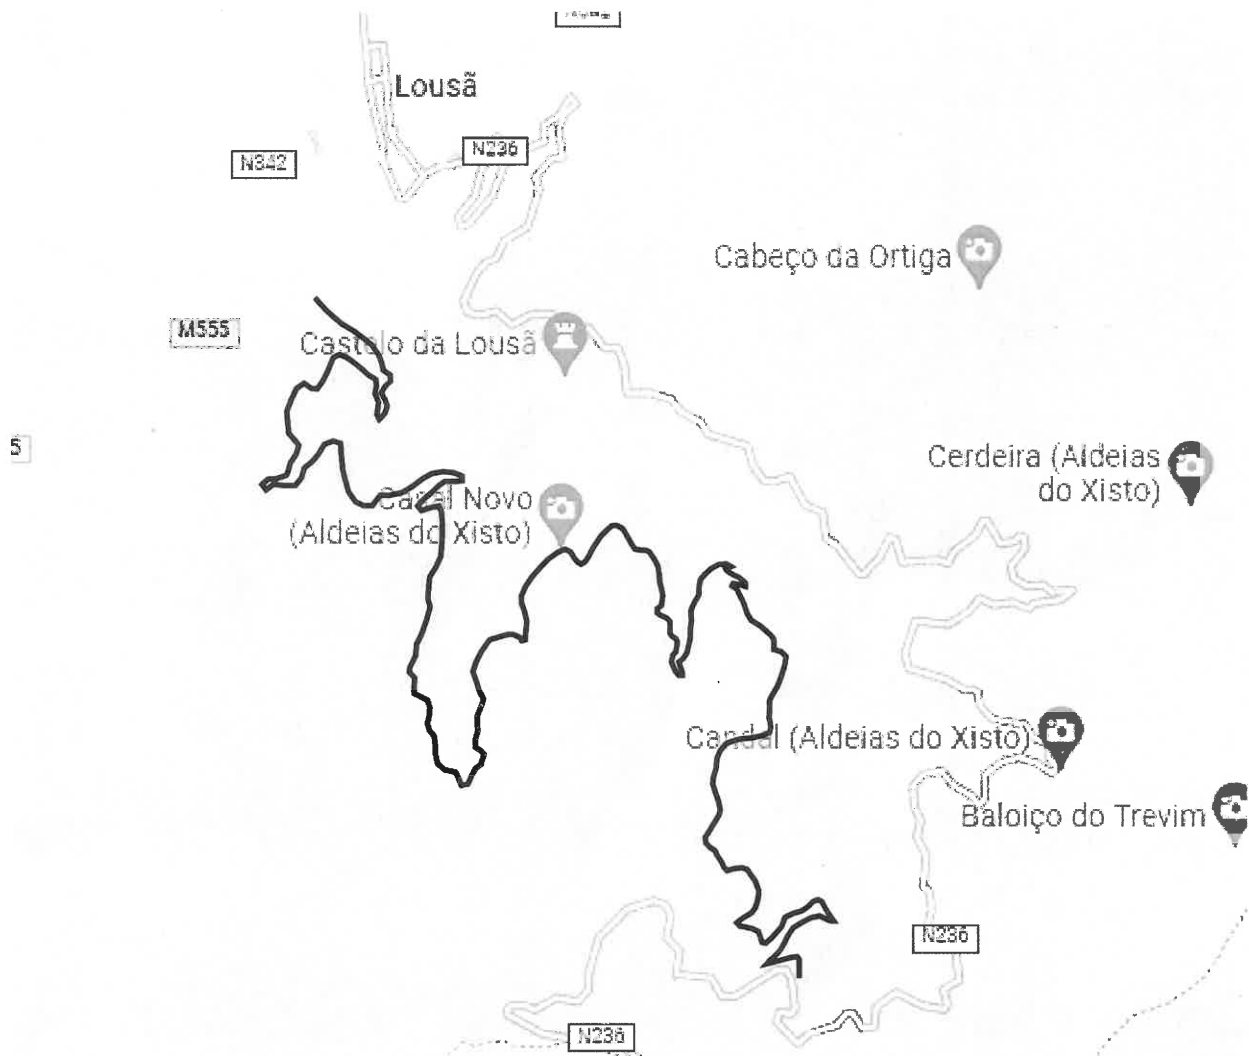 Lousã
N236
N342
Cabeço da Ortiga
M555
Castelo da Lousã
5
Cerdeira (Aldeias
do Xisto)
Casal Novo
(Aldeias do Xisto)
Candal (Aldeias do Xisto)
Baloiço do Trevim
N236
N236